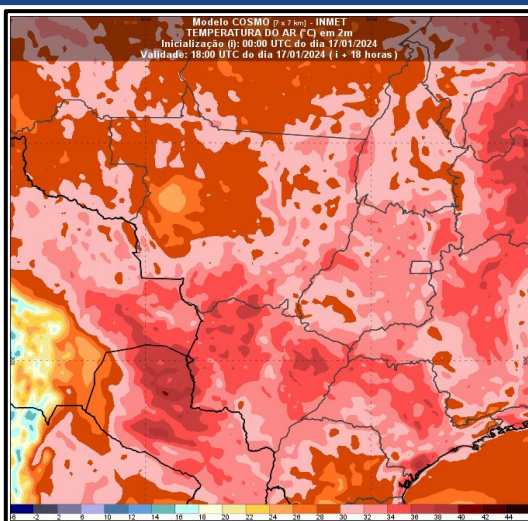 Modelo COSMO [7 x 7 km] - INMET
TEMPERATURA DO AR (°C) em 2m
Inicialização (i): 00:00 UTC do dia 17/01/2024
Validade: 18:00 UTC do dia 17/01/2024 ( i + 18 horas )
-6 -2 2 6 10 14 16 18 20 22 24 26 28 30 32 34 36 38 40 42 44